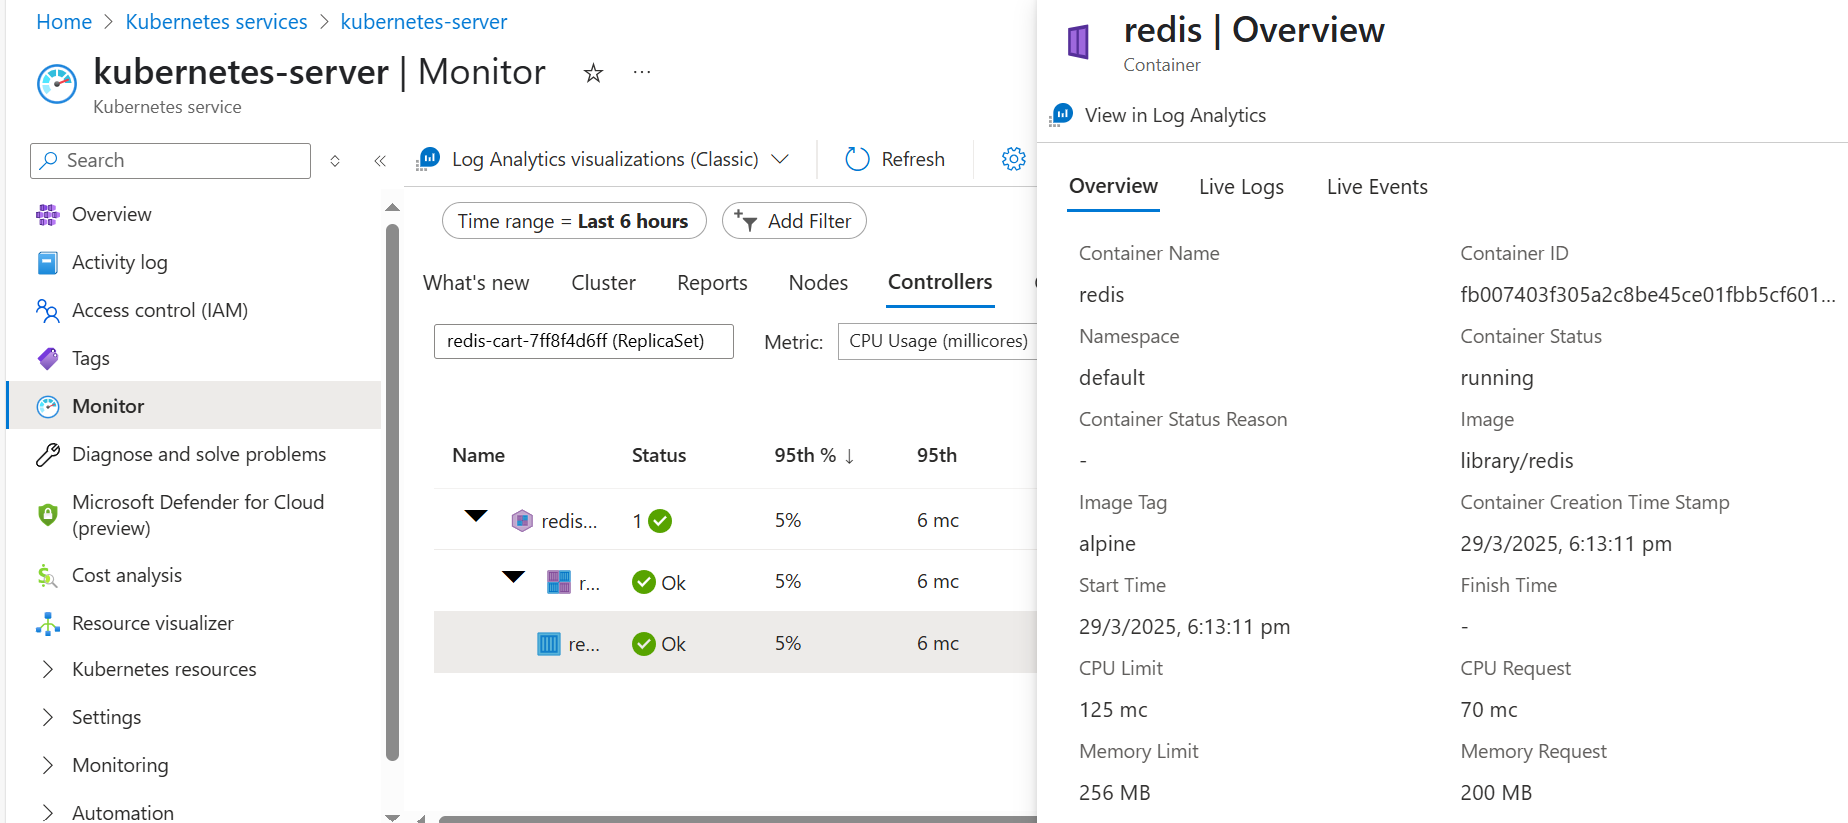 Home > Kubernetes services > kubernetes-server
kubernetes-server | Monitor
Kubernetes service
Search
Overview
Activity log
Access control (IAM)
Tags
Monitor
Diagnose and solve problems
Microsoft Defender for Cloud
(preview)
Cost analysis
Resource visualizer
Kubernetes resources
Settings
Monitoring
Automation
Log Analytics visualizations (Classic)
Refresh
Time range = Last 6 hours
Add Filter
What's new Cluster Reports Nodes Controllers
redis-cart-7ff8f4d6ff (ReplicaSet) Metric: CPU Usage (millicores)
Name Status 95th % ↓ 95th
redis... 1 5% 6 mc
r... Ok 5% 6 mc
re... Ok 5% 6 mc
redis | Overview
Container
View in Log Analytics
Overview Live Logs Live Events
Container Name Container ID
redis fb007403f305a2c8be45ce01fbb5cf601...
Namespace Container Status
default running
Container Status Reason Image
- library/redis
Image Tag Container Creation Time Stamp
alpine 29/3/2025, 6:13:11 pm
Start Time Finish Time
29/3/2025, 6:13:11 pm -
CPU Limit CPU Request
125 mc 70 mc
Memory Limit Memory Request
256 MB 200 MB